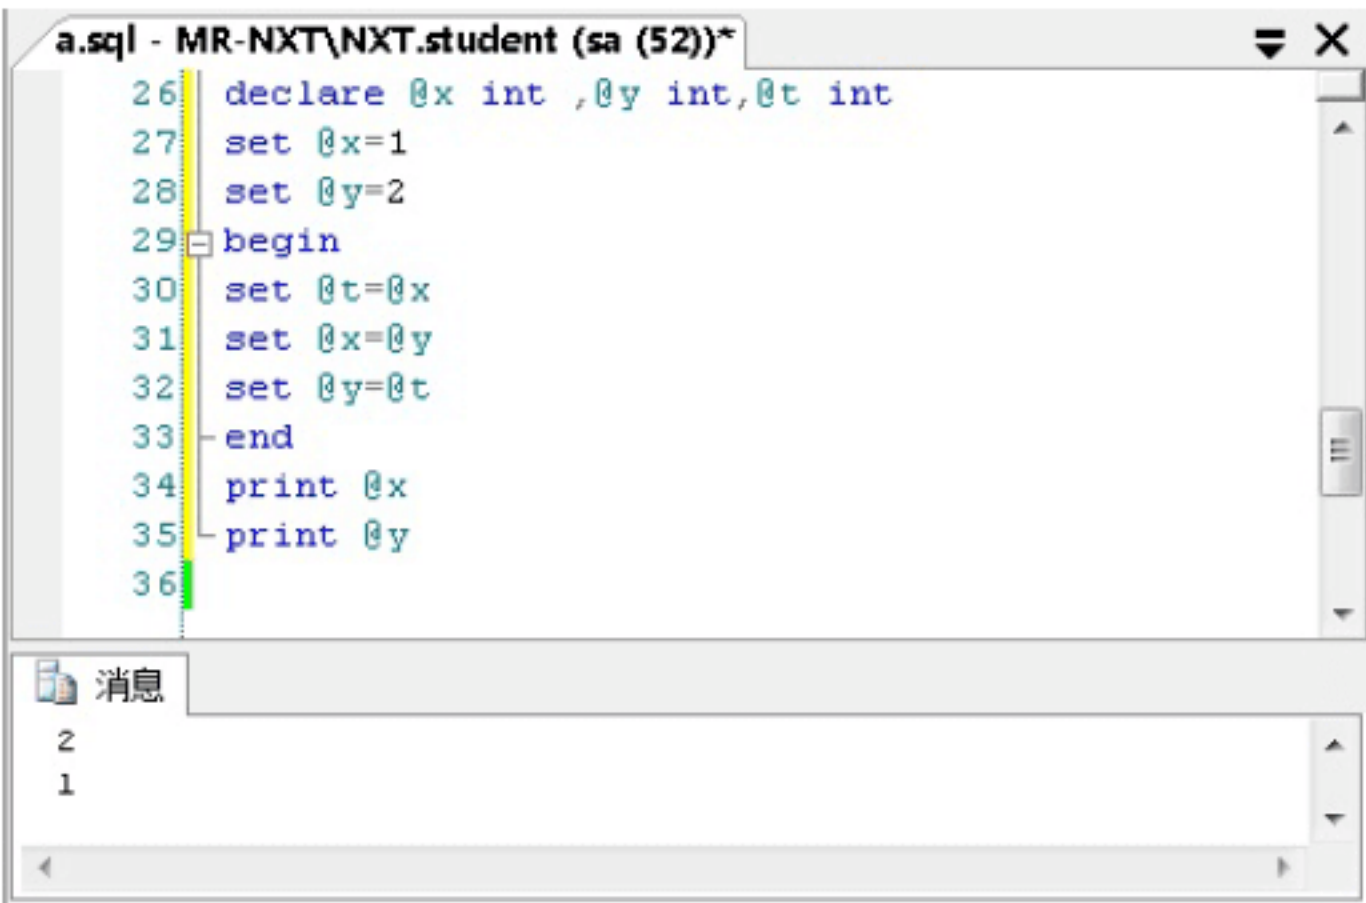 a.sql - MR-NXT\NXT.student (sa (52))*
26 declare @x int ,@y int,@t int
27 set @x=1
28 set @y=2
29 begin
30 set @t=@x
31 set @x=@y
32 set @y=@t
33 end
34 print @x
35 print @y
36
消息
2
1